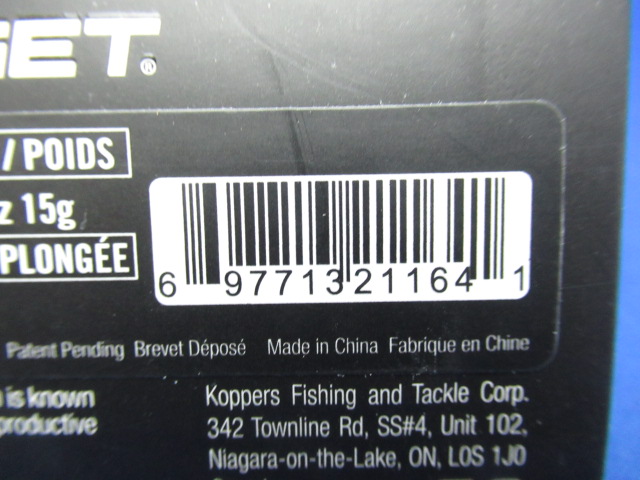 GET®
/ POIDS
z 15g
PLONGÉE
6 97713 21164 1
Patent Pending Brevet Déposé Made in China Fabrique en Chine
is known
productive
Koppers Fishing and Tackle Corp.
342 Townline Rd, SS#4, Unit 102,
Niagara-on-the-Lake, ON, L0S 1J0